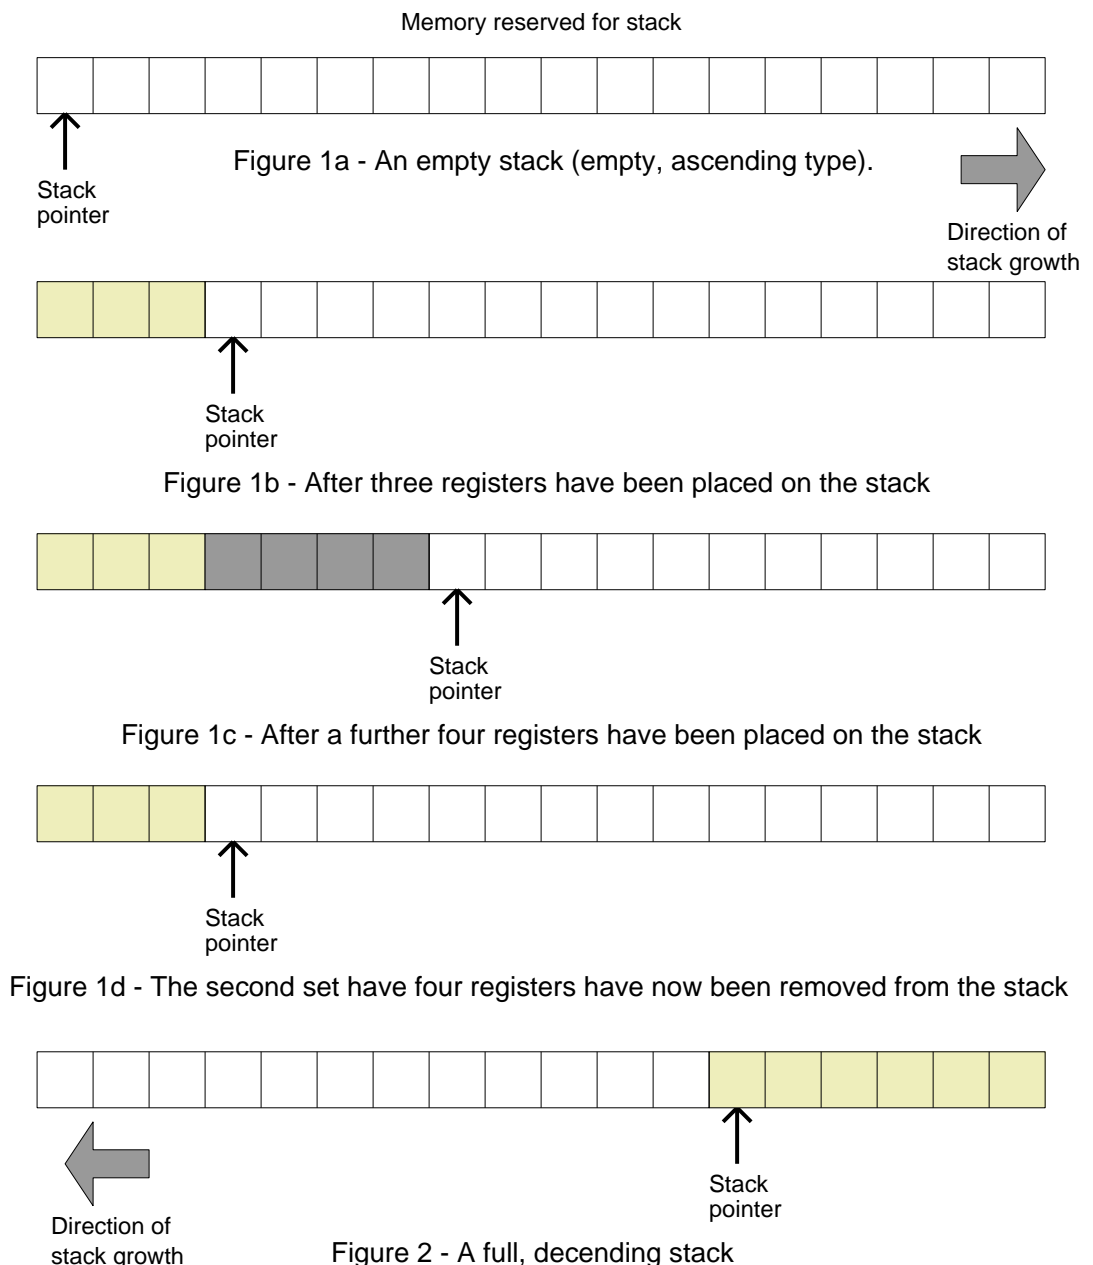 Memory reserved for stack
Figure 1a - An empty stack (empty, ascending type).
Stack
pointer
Direction of
stack growth
Stack
pointer
Figure 1b - After three registers have been placed on the stack
Stack
pointer
Figure 1c - After a further four registers have been placed on the stack
Stack
pointer
Figure 1d - The second set have four registers have now been removed from the stack
Stack
pointer
Direction of
stack growth
Figure 2 - A full, decending stack